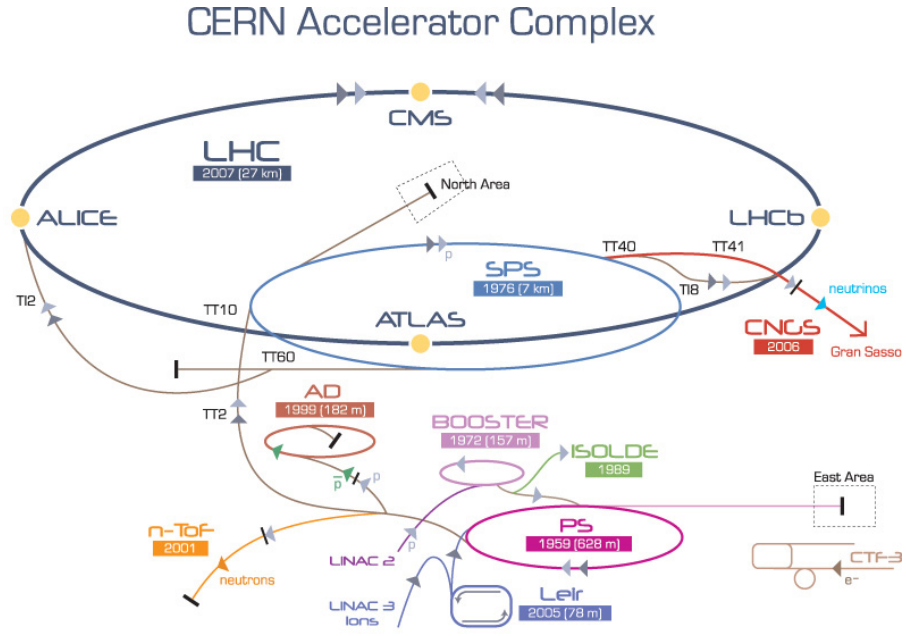 CERN Accelerator Complex
CMS
LHC
2007 (27 km)
North Area
ALICE
LHCb
TT40
TT41
p
SPS
1976 (7 km)
TI2
TI8
neutrinos
TT10
ATLAS
CNGS
2006
Gran Sasso
TT60
AD
1999 (182 m)
TT2
BOOSTER
1972 (157 m)
ISOLDE
1989
p̅
p
East Area
n-ToF
2001
PS
1959 (628 m)
LINAC 2
p
neutrons
CTF-3
e-
LINAC 3
Ions
LeIr
2005 (78 m)